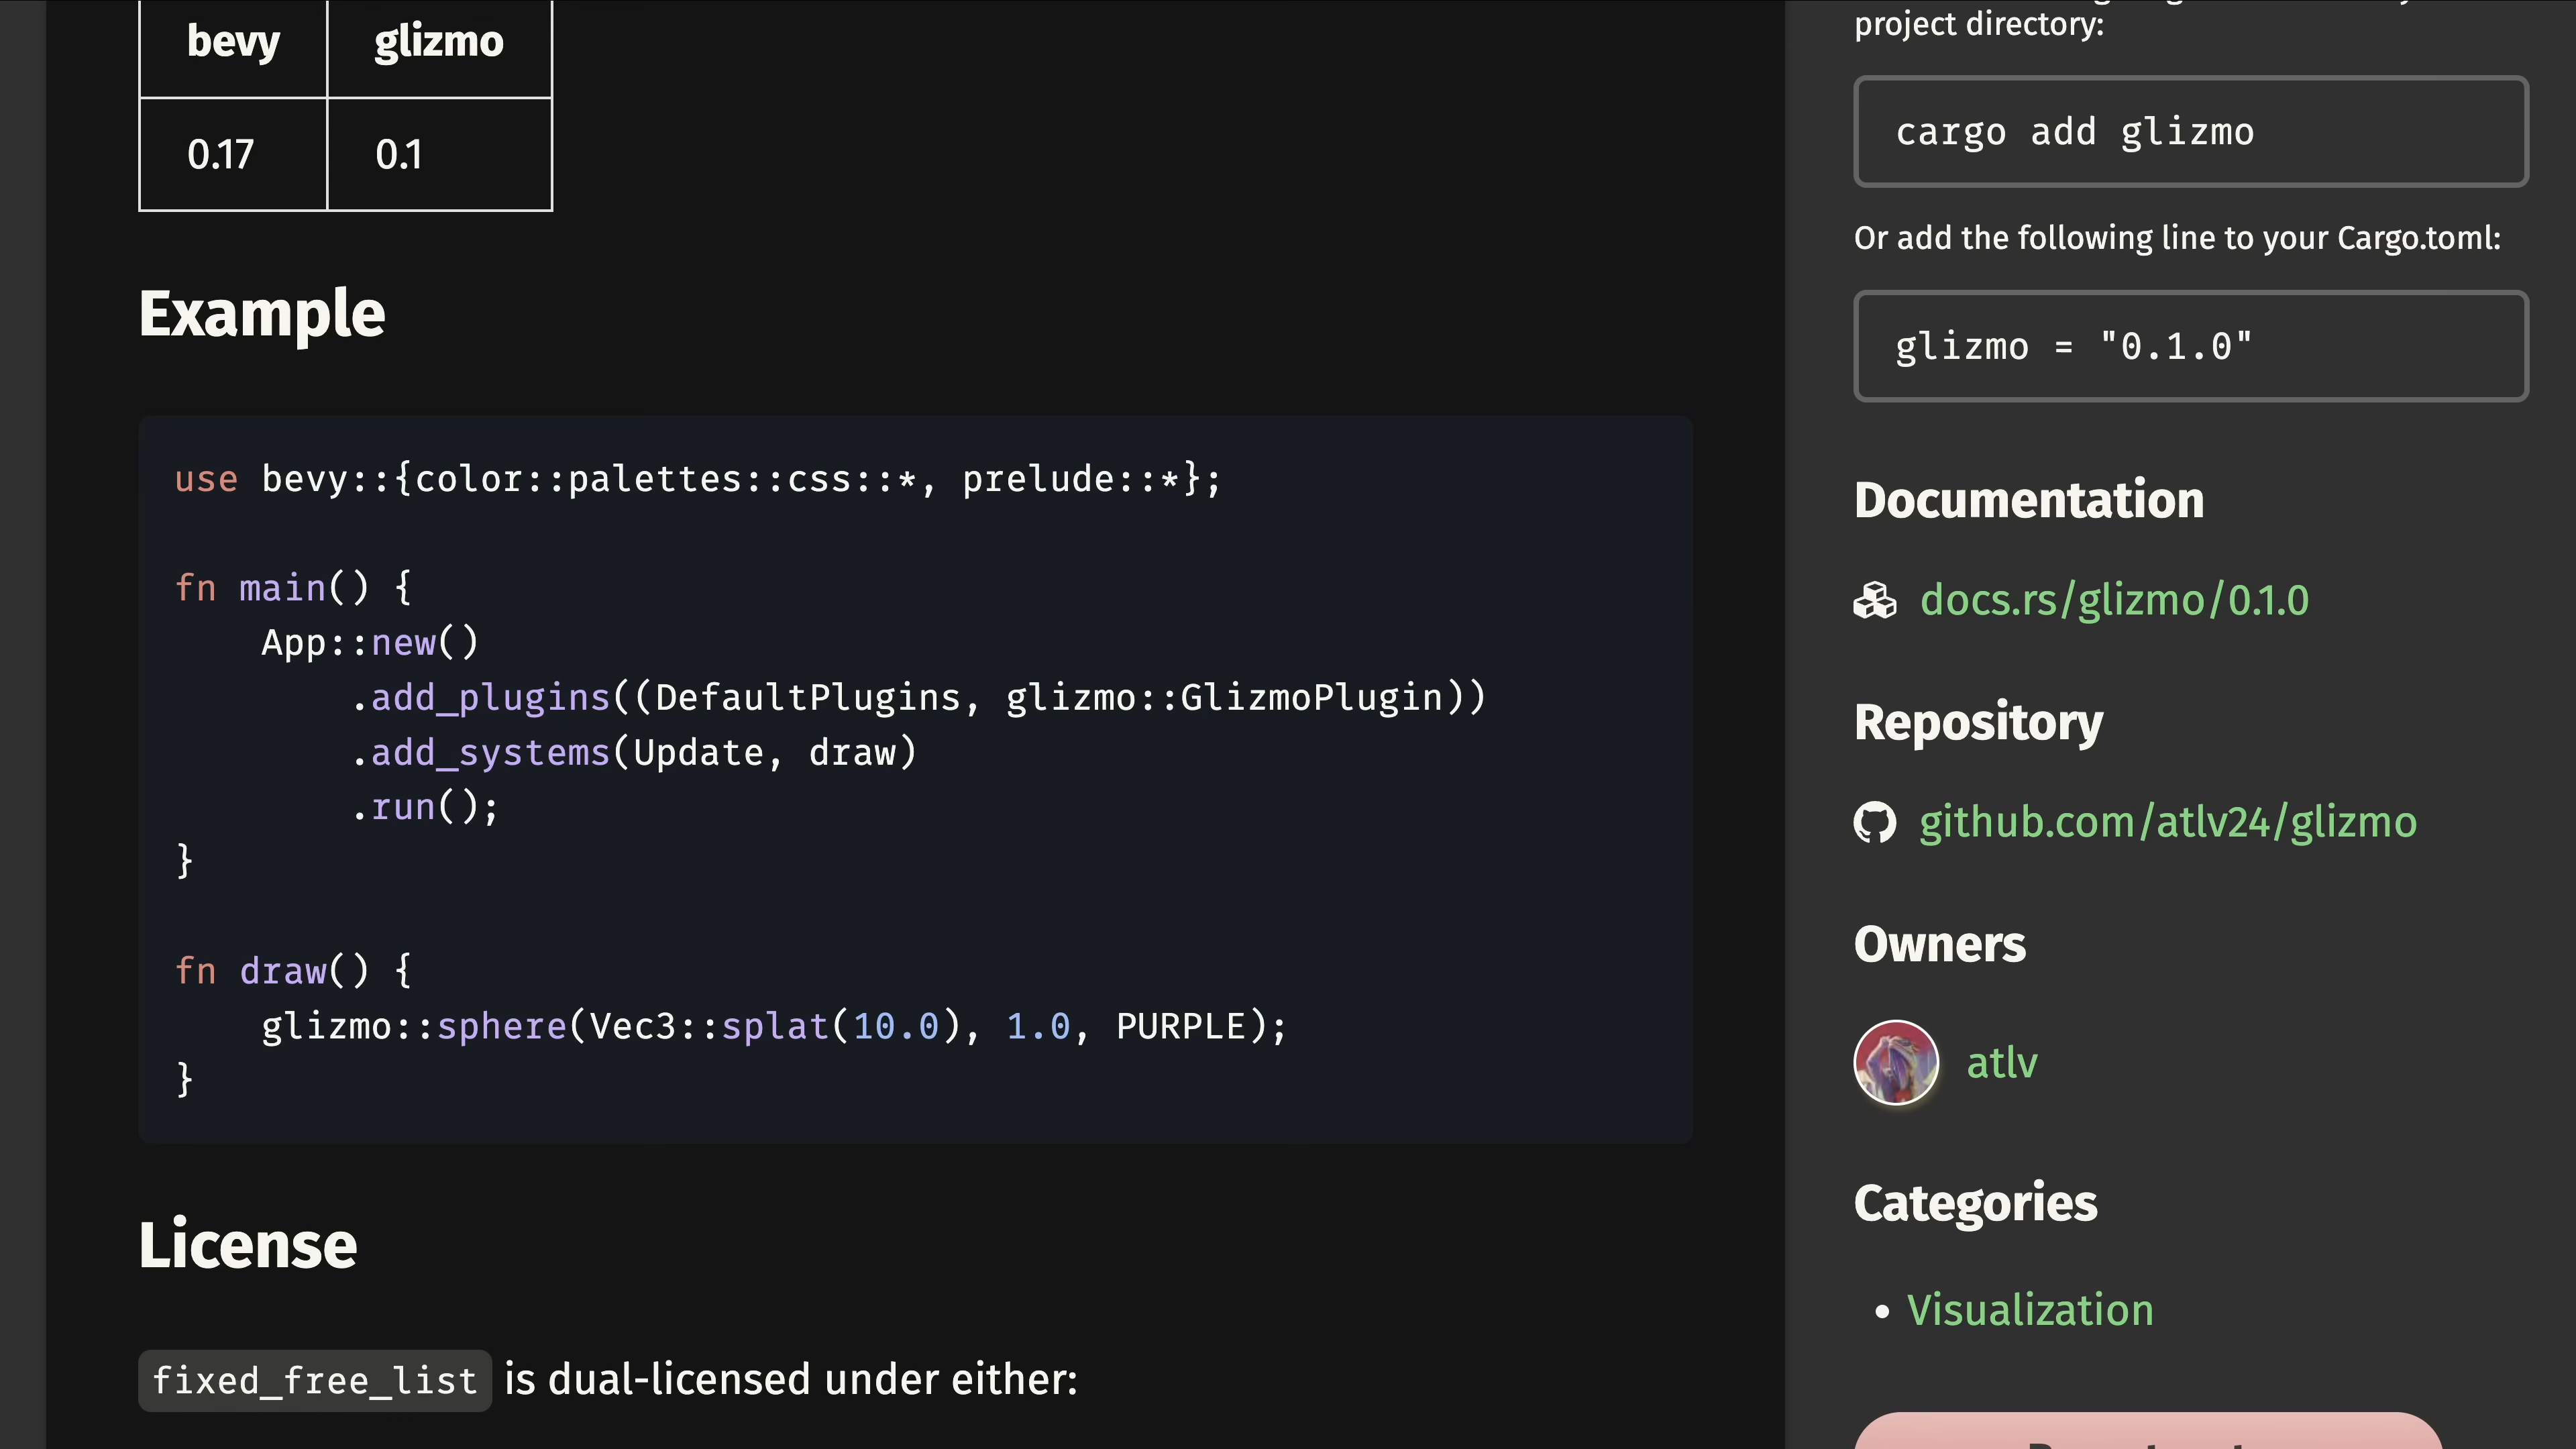 bevy glizmo
0.17 0.1
Example
use bevy::{color::palettes::css::*, prelude::*};
fn main() {
    App::new()
        .add_plugins((DefaultPlugins, glizmo::GlizmoPlugin))
        .add_systems(Update, draw)
        .run();
}
fn draw() {
    glizmo::sphere(Vec3::splat(10.0), 1.0, PURPLE);
}
License
fixed_free_list is dual-licensed under either:
project directory:
cargo add glizmo
Or add the following line to your Cargo.toml:
glizmo = "0.1.0"
Documentation
docs.rs/glizmo/0.1.0
Repository
github.com/atlv24/glizmo
Owners
atlv
Categories
• Visualization